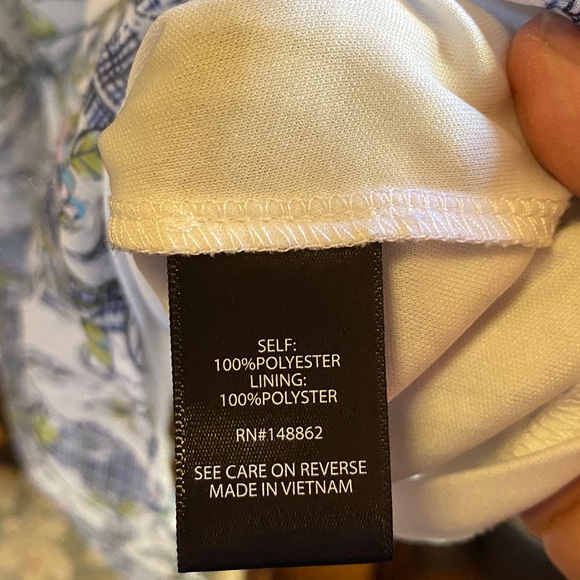 SELF:
100%POLYESTER
LINING:
100%POLYSTER
RN#148862
SEE CARE ON REVERSE
MADE IN VIETNAM